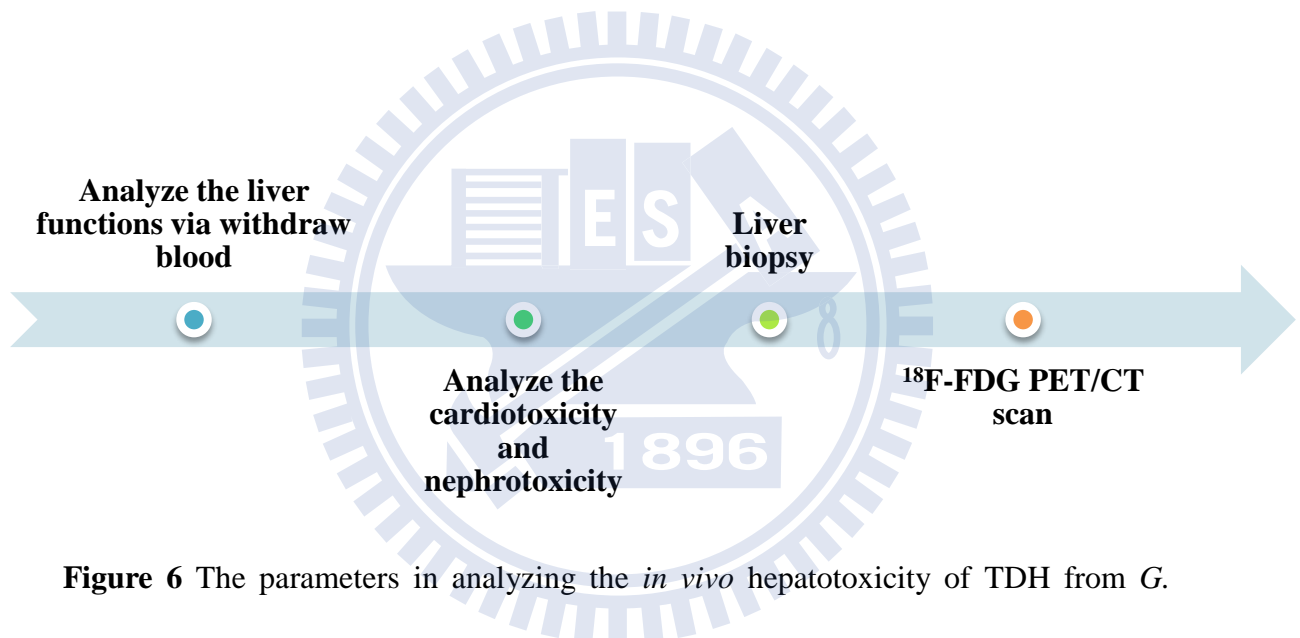 Analyze the liver
functions via withdraw
blood
Liver
biopsy
Analyze the
cardiotoxicity
and
nephrotoxicity
¹⁸F-FDG PET/CT
scan
E S
1896
Figure 6 The parameters in analyzing the in vivo hepatotoxicity of TDH from G.